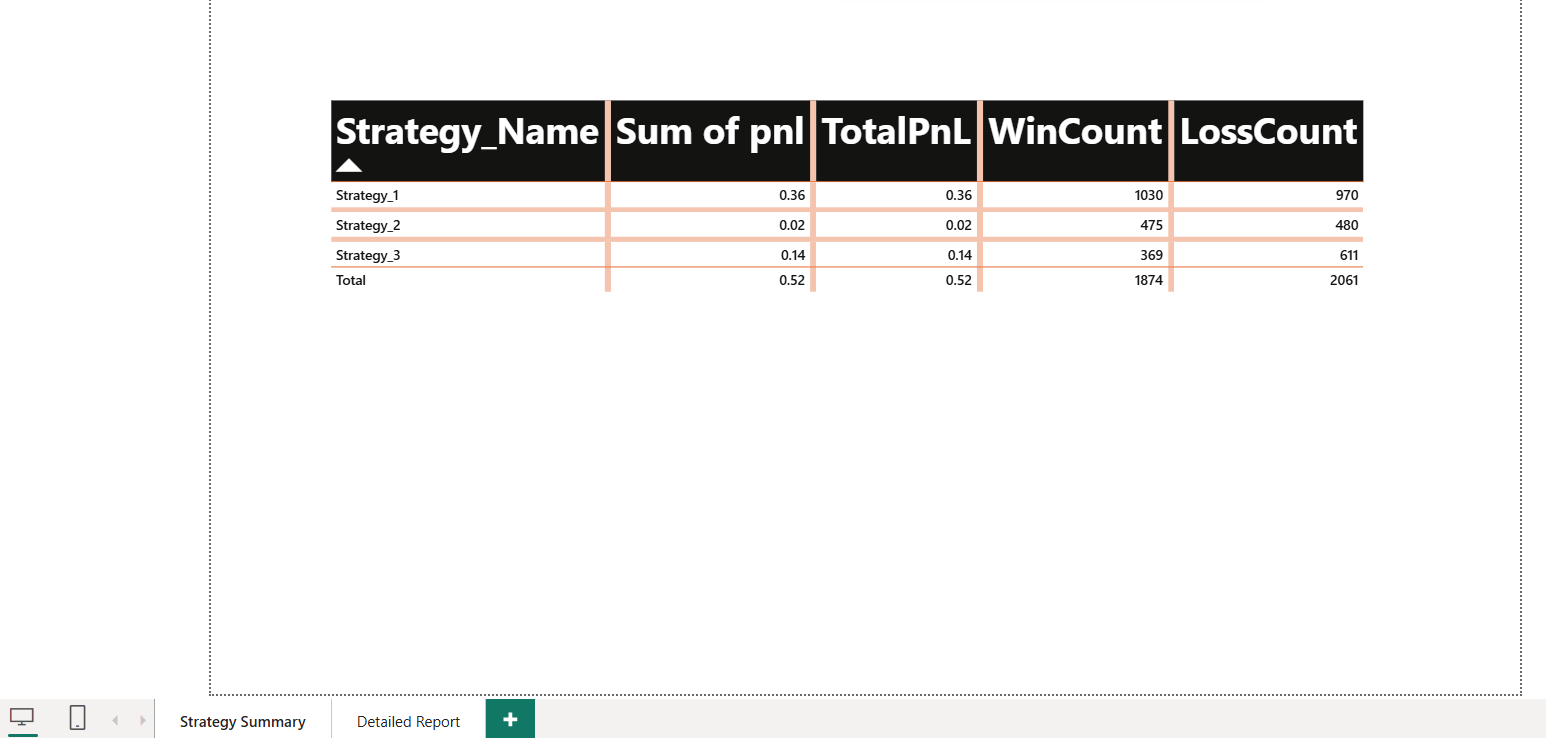 Strategy_Name Sum of pnl TotalPnL WinCount LossCount
Strategy_1 0.36 0.36 1030 970
Strategy_2 0.02 0.02 475 480
Strategy_3 0.14 0.14 369 611
Total 0.52 0.52 1874 2061
Strategy Summary Detailed Report